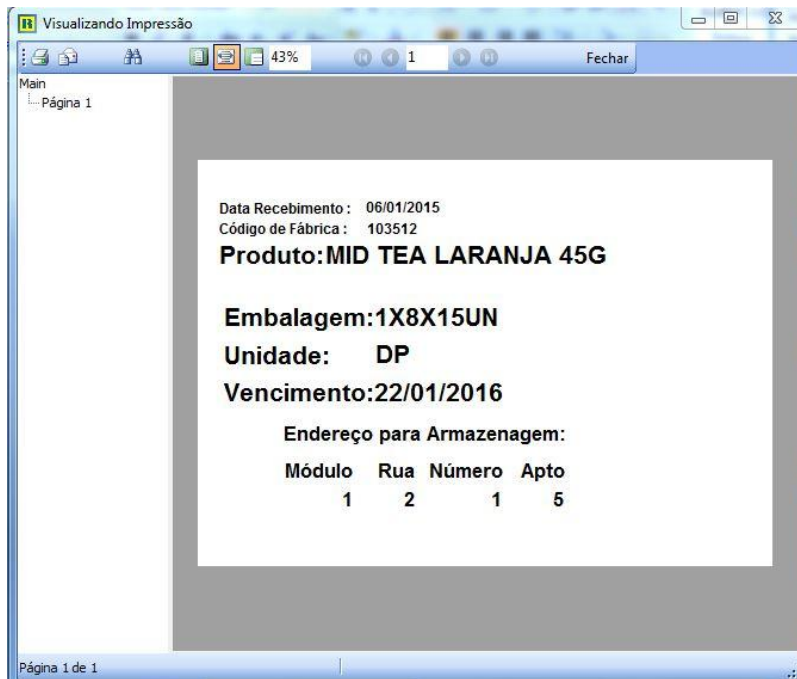 Visualizando Impressão
43% 1 Fechar
Main
Página 1
Data Recebimento : 06/01/2015
Código de Fábrica : 103512
Produto:MID TEA LARANJA 45G
Embalagem:1X8X15UN
Unidade: DP
Vencimento:22/01/2016
Endereço para Armazenagem:
Módulo Rua Número Apto
1 2 1 5
Página 1 de 1